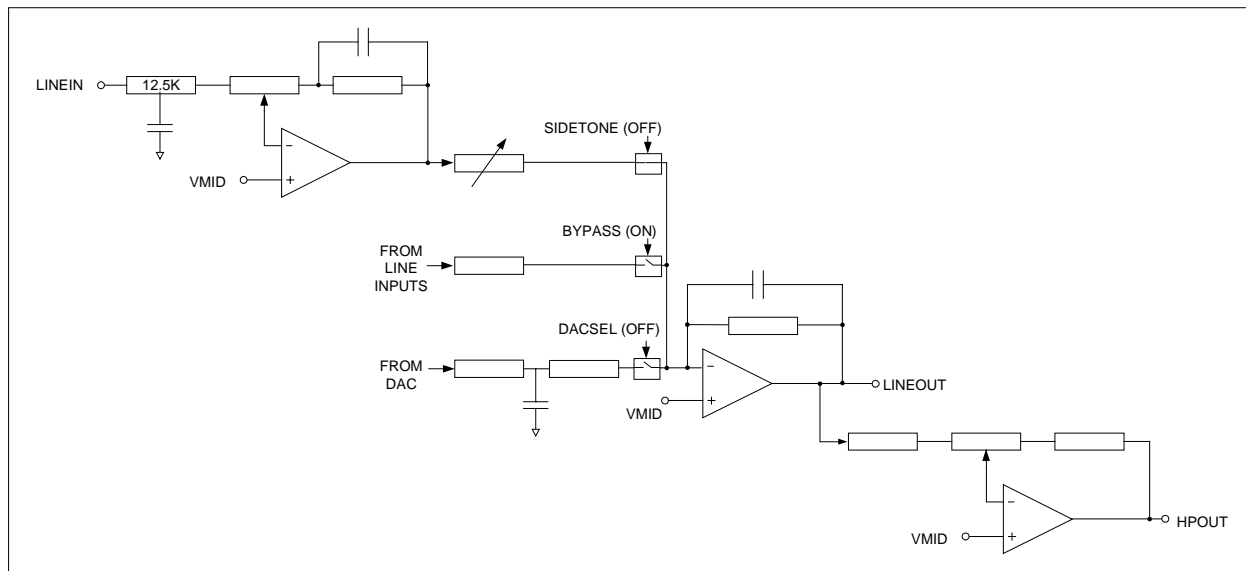 LINEIN
12.5K
VMID
SIDETONE (OFF)
BYPASS (ON)
FROM
LINE
INPUTS
DACSEL (OFF)
FROM
DAC
VMID
LINEOUT
VMID
HPOUT